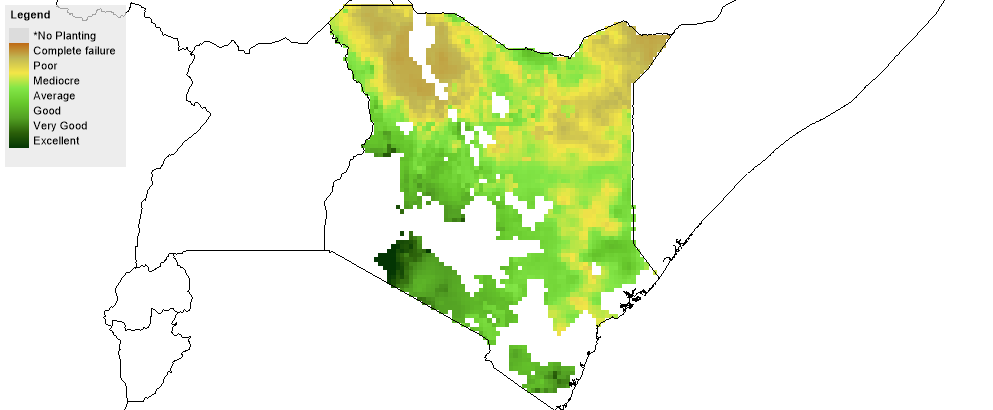 Legend
*No Planting
Complete failure
Poor
Mediocre
Average
Good
Very Good
Excellent